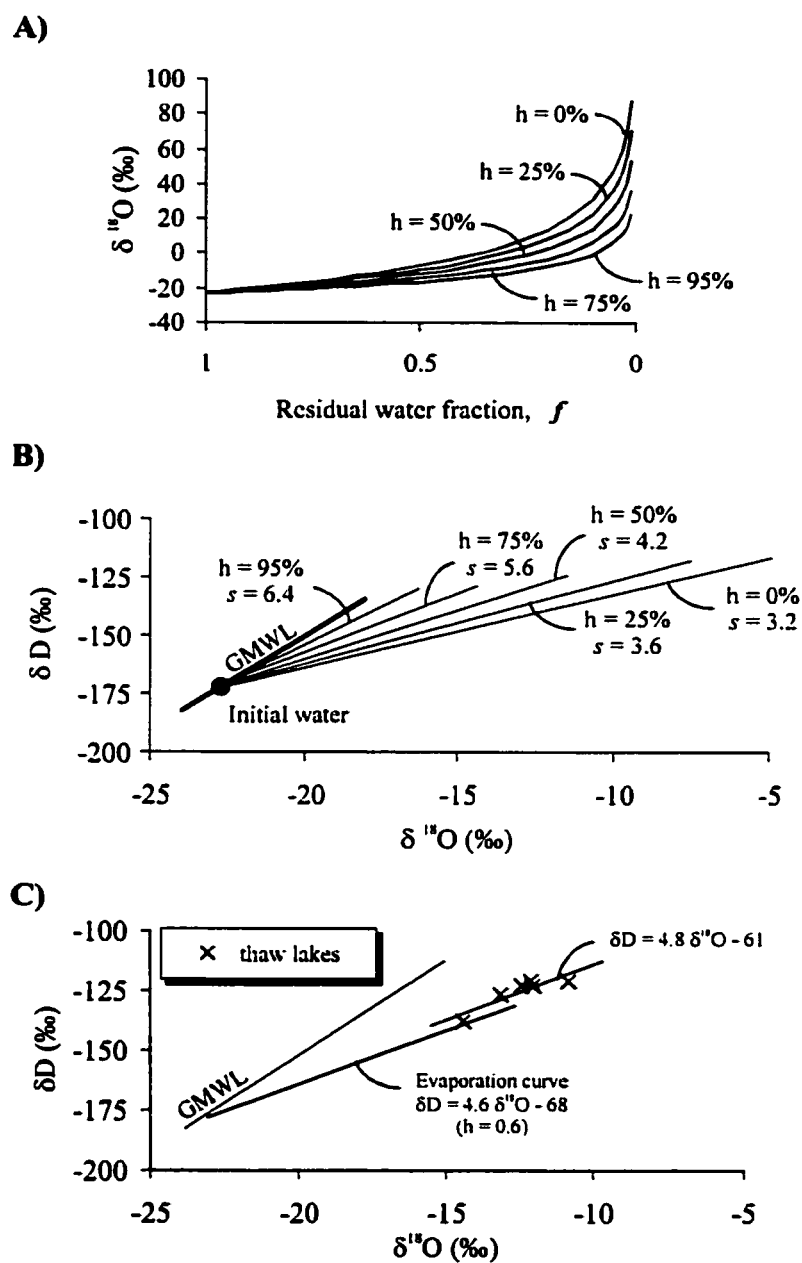 A)
100
80
60
40
20
0
-20
-40
δ ¹⁸O (‰)
h = 0%
h = 25%
h = 50%
h = 95%
h = 75%
1
0.5
0
Residual water fraction, f
B)
-100
-125
-150
-175
-200
δ D (‰)
h = 50%
s = 4.2
h = 75%
s = 5.6
h = 95%
s = 6.4
h = 0%
s = 3.2
h = 25%
s = 3.6
GMWL
Initial water
-25
-20
-15
-10
-5
δ ¹⁸O (‰)
C)
-100
-125
-150
-175
-200
δD (‰)
× thaw lakes
δD = 4.8 δ¹⁸O - 61
GMWL
Evaporation curve
δD = 4.6 δ¹⁸O - 68
(h = 0.6)
-25
-20
-15
-10
-5
δ¹⁸O (‰)